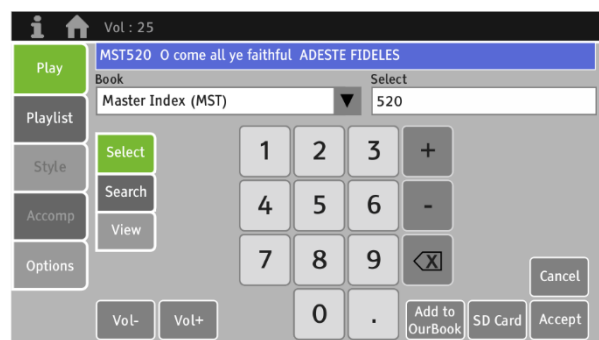 i Vol : 25
Play
MST520 O come all ye faithful ADESTE FIDELES
Book Select
Master Index (MST) 520
Playlist
Select 1 2 3 +
Style
Search 4 5 6 -
Accomp
View
Options 7 8 9 X Cancel
Vol- Vol+ 0 . Add to
OurBook SD Card Accept